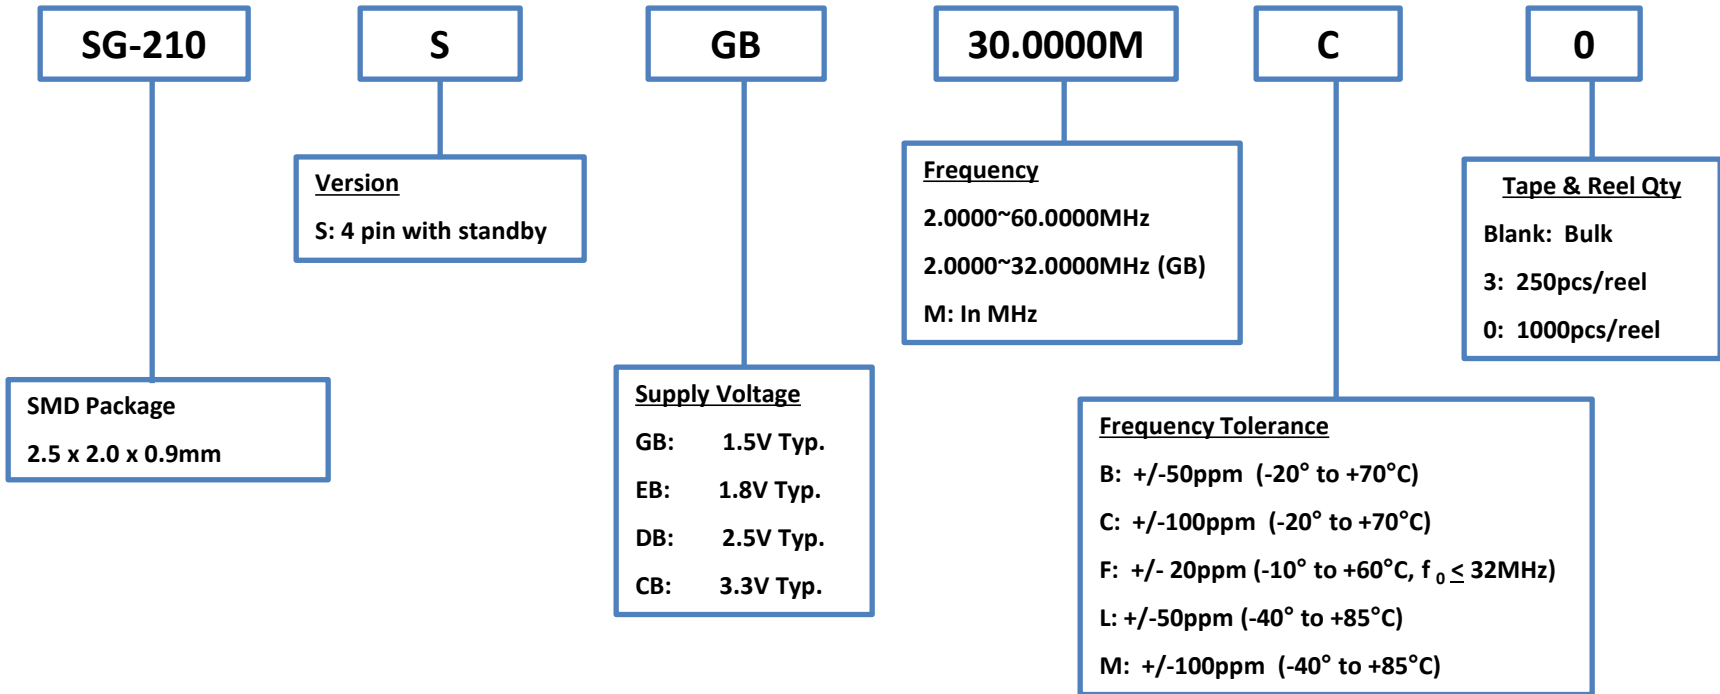 SG-210
S
GB
30.0000M
C
0
Version
S: 4 pin with standby
Frequency
2.0000~60.0000MHz
2.0000~32.0000MHz (GB)
M: In MHz
Tape & Reel Qty
Blank: Bulk
3: 250pcs/reel
0: 1000pcs/reel
SMD Package
2.5 x 2.0 x 0.9mm
Supply Voltage
GB: 1.5V Typ.
EB: 1.8V Typ.
DB: 2.5V Typ.
CB: 3.3V Typ.
Frequency Tolerance
B: +/-50ppm (-20° to +70°C)
C: +/-100ppm (-20° to +70°C)
F: +/- 20ppm (-10° to +60°C, f 0 ≤ 32MHz)
L: +/-50ppm (-40° to +85°C)
M: +/-100ppm (-40° to +85°C)